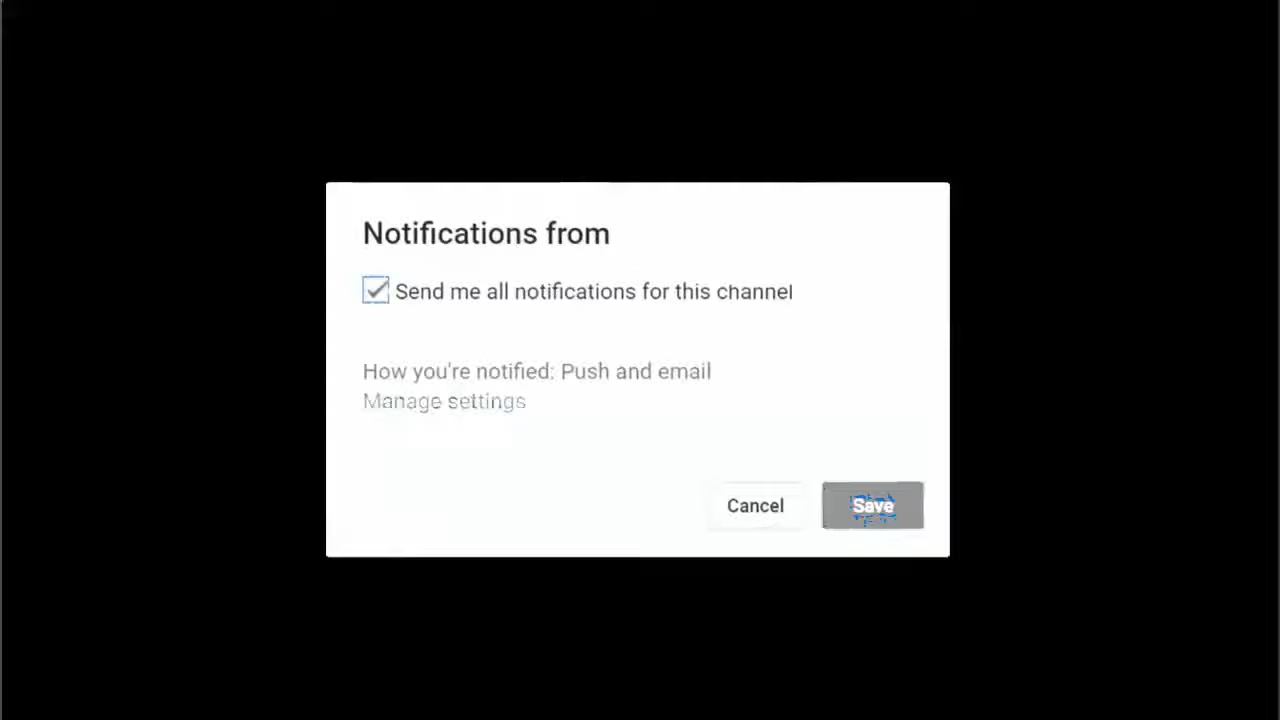 Notifications from
Send me all notifications for this channel
How you're notified: Push and email
Manage settings
Cancel
Save